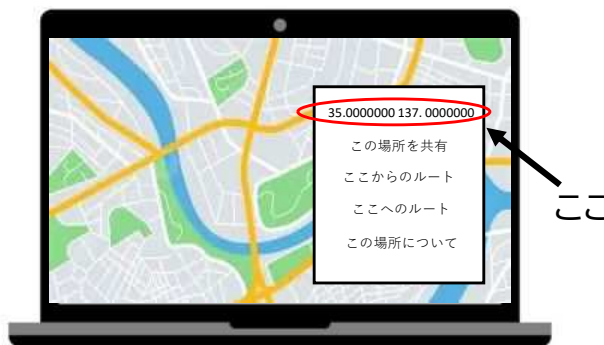 35.0000000 137. 0000000
この場所を共有
ここからのルート
ここへのルート
この場所について
ここ